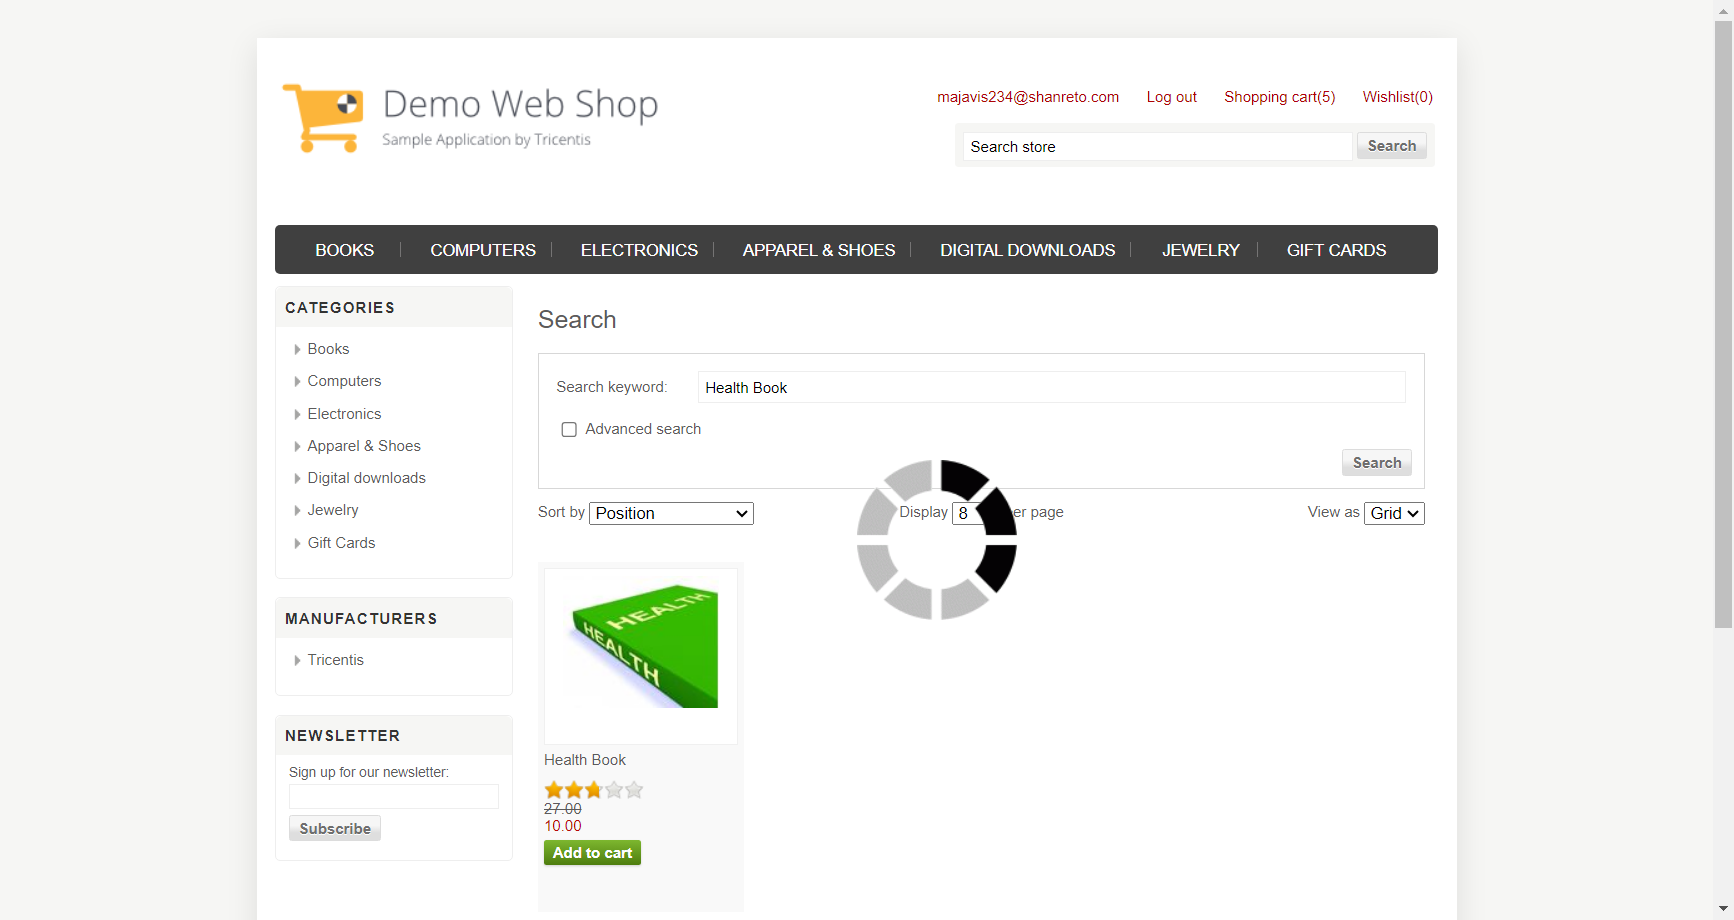 Demo Web Shop
Sample Application by Tricentis
majavis234@shanreto.com Log out Shopping cart(5) Wishlist(0)
Search store Search
BOOKS COMPUTERS ELECTRONICS APPAREL & SHOES DIGITAL DOWNLOADS JEWELRY GIFT CARDS
CATEGORIES
Books
Computers
Electronics
Apparel & Shoes
Digital downloads
Jewelry
Gift Cards
MANUFACTURERS
Tricentis
NEWSLETTER
Sign up for our newsletter:
Subscribe
Search
Search keyword: Health Book
Advanced search
Search
Sort by Position Display 8 er page View as Grid
HEALTH
HEALTH
Health Book
27.00
10.00
Add to cart